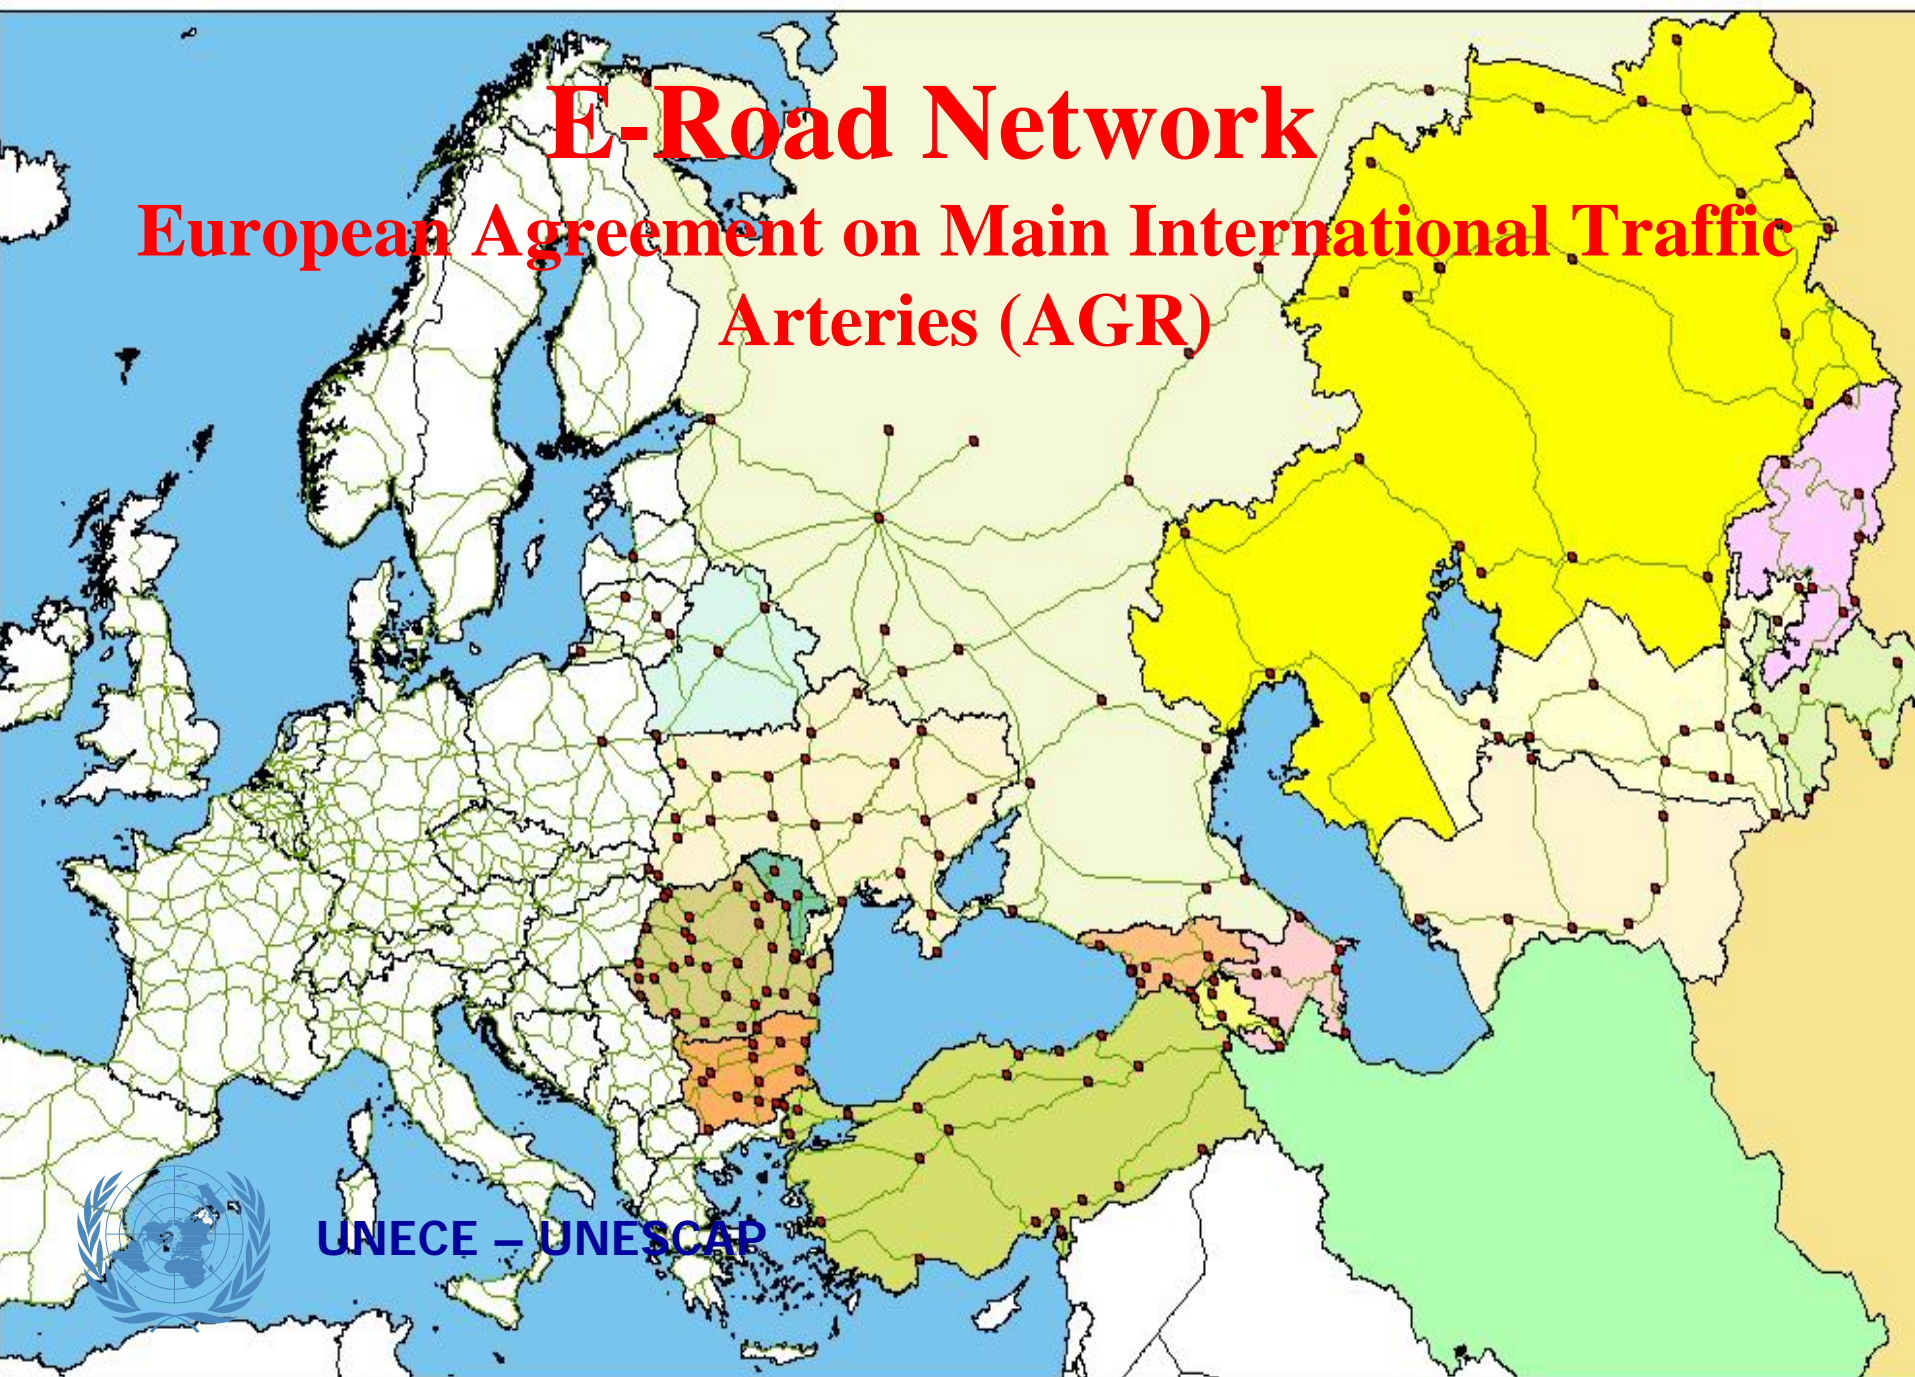 E-Road Network
European Agreement on Main International Traffic
Arteries (AGR)
UNECE – UNESCAP